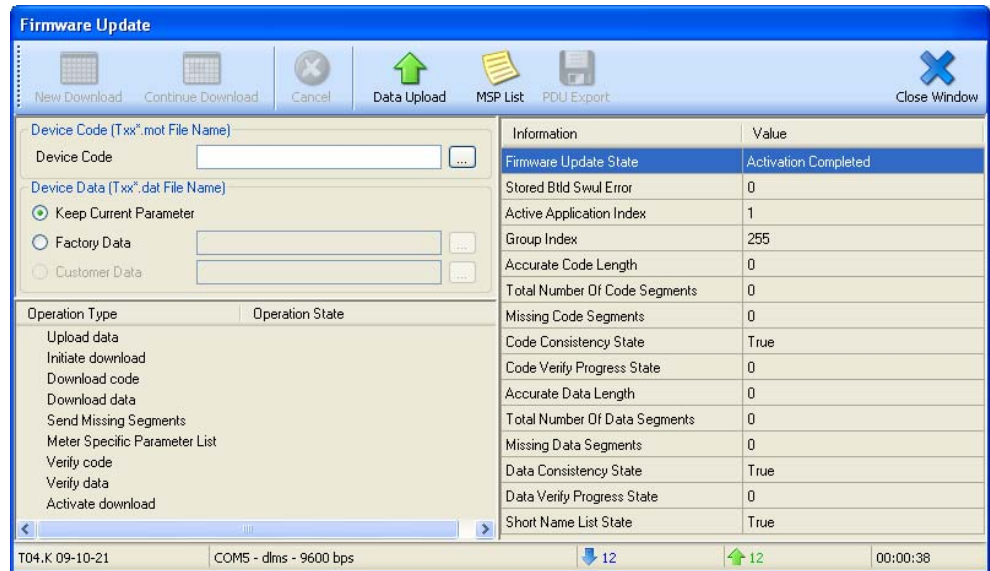 Firmware Update
New Download Continue Download Cancel Data Upload MSP List PDU Export Close Window
Device Code (Txx*.mot File Name)
Device Code ...
Device Data (Txx*.dat File Name)
Keep Current Parameter
Factory Data ...
Customer Data ...
Operation Type Operation State
Upload data
Initiate download
Download code
Download data
Send Missing Segments
Meter Specific Parameter List
Verify code
Verify data
Activate download
Information Value
Firmware Update State Activation Completed
Stored Btld Swul Error 0
Active Application Index 1
Group Index 255
Accurate Code Length 0
Total Number Of Code Segments 0
Missing Code Segments 0
Code Consistency State True
Code Verify Progress State 0
Accurate Data Length 0
Total Number Of Data Segments 0
Missing Data Segments 0
Data Consistency State True
Data Verify Progress State 0
Short Name List State True
T04.K 09-10-21 COM5 - dlms - 9600 bps 12 12 00:00:38